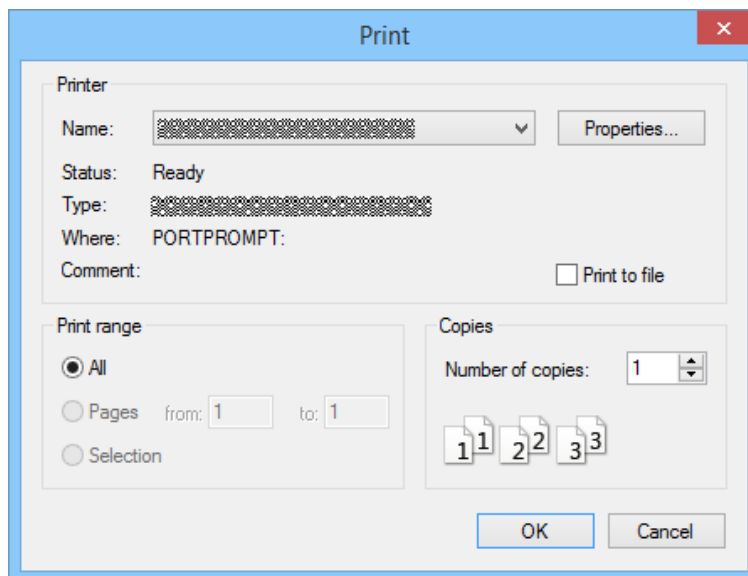 Print
Printer
Name:
Properties...
Status: Ready
Type:
Where: PORTPROMPT:
Comment:
Print to file
Print range
All
Pages from: 1 to: 1
Selection
Copies
Number of copies: 1
1 1 2 2 3 3
OK
Cancel